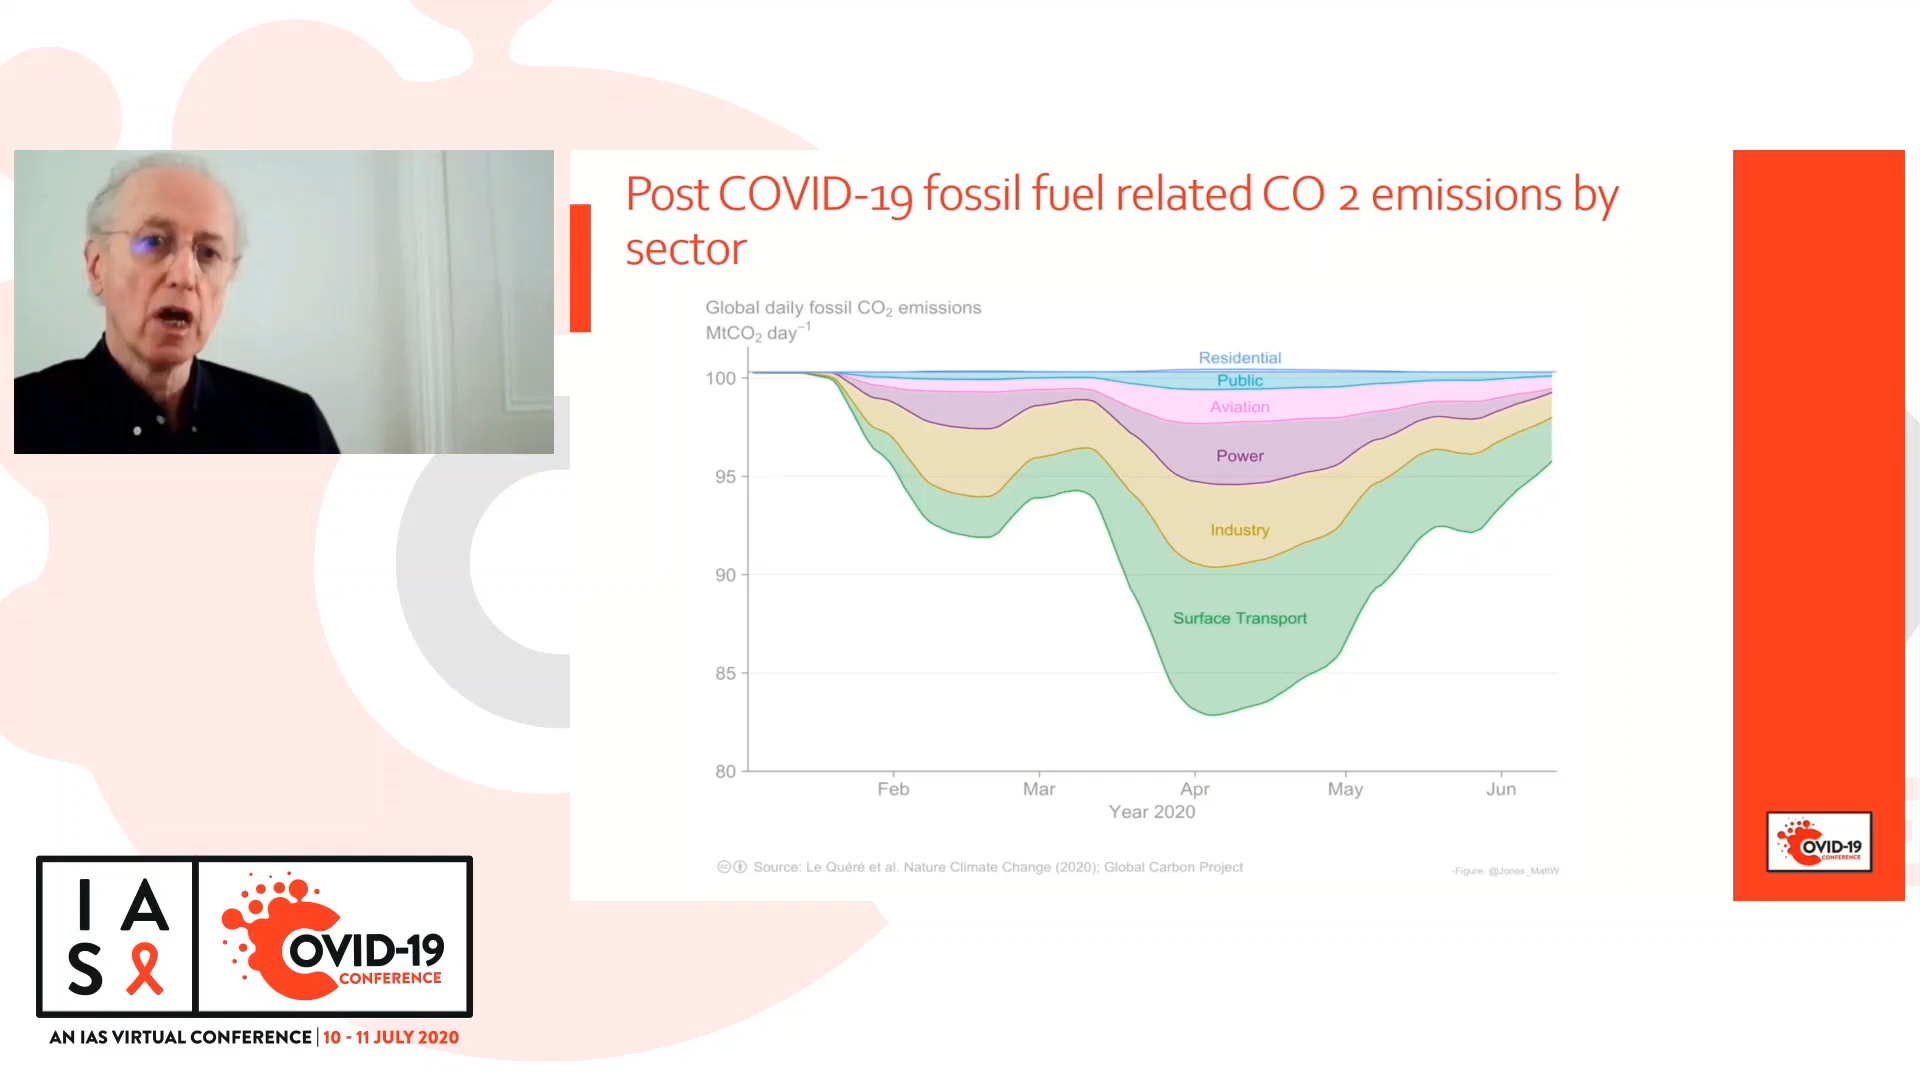 Post COVID-19 fossil fuel related CO 2 emissions by
sector
Global daily fossil CO₂ emissions
MtCO₂ day⁻¹
100
95
90
85
80
Residential
Public
Aviation
Power
Industry
Surface Transport
Feb Mar Apr May Jun
Year 2020
Source: Le Quéré et al. Nature Climate Change (2020); Global Carbon Project
-Figure: @Jones_MattW
COVID-19
CONFERENCE
I A
S
COVID-19
CONFERENCE
AN IAS VIRTUAL CONFERENCE | 10 - 11 JULY 2020